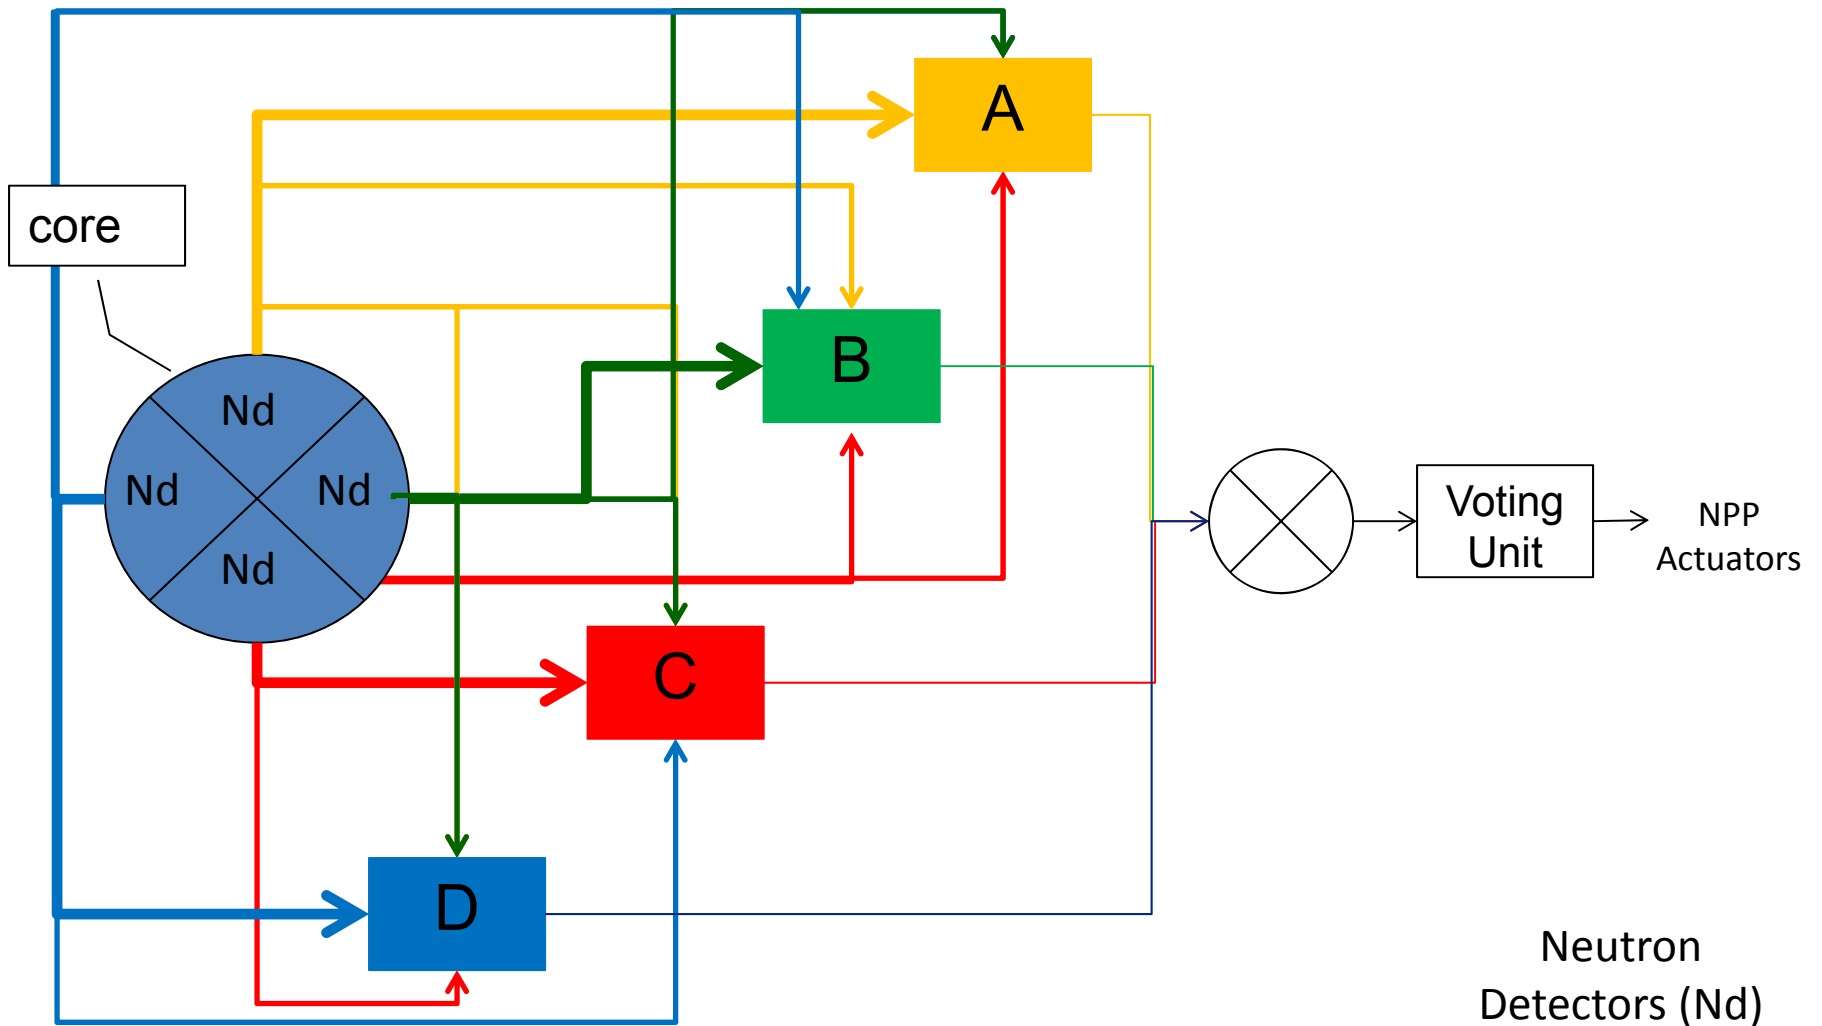 A
core
B
Nd
Nd
Nd
Nd
Voting
Unit
NPP
Actuators
C
D
Neutron
Detectors (Nd)